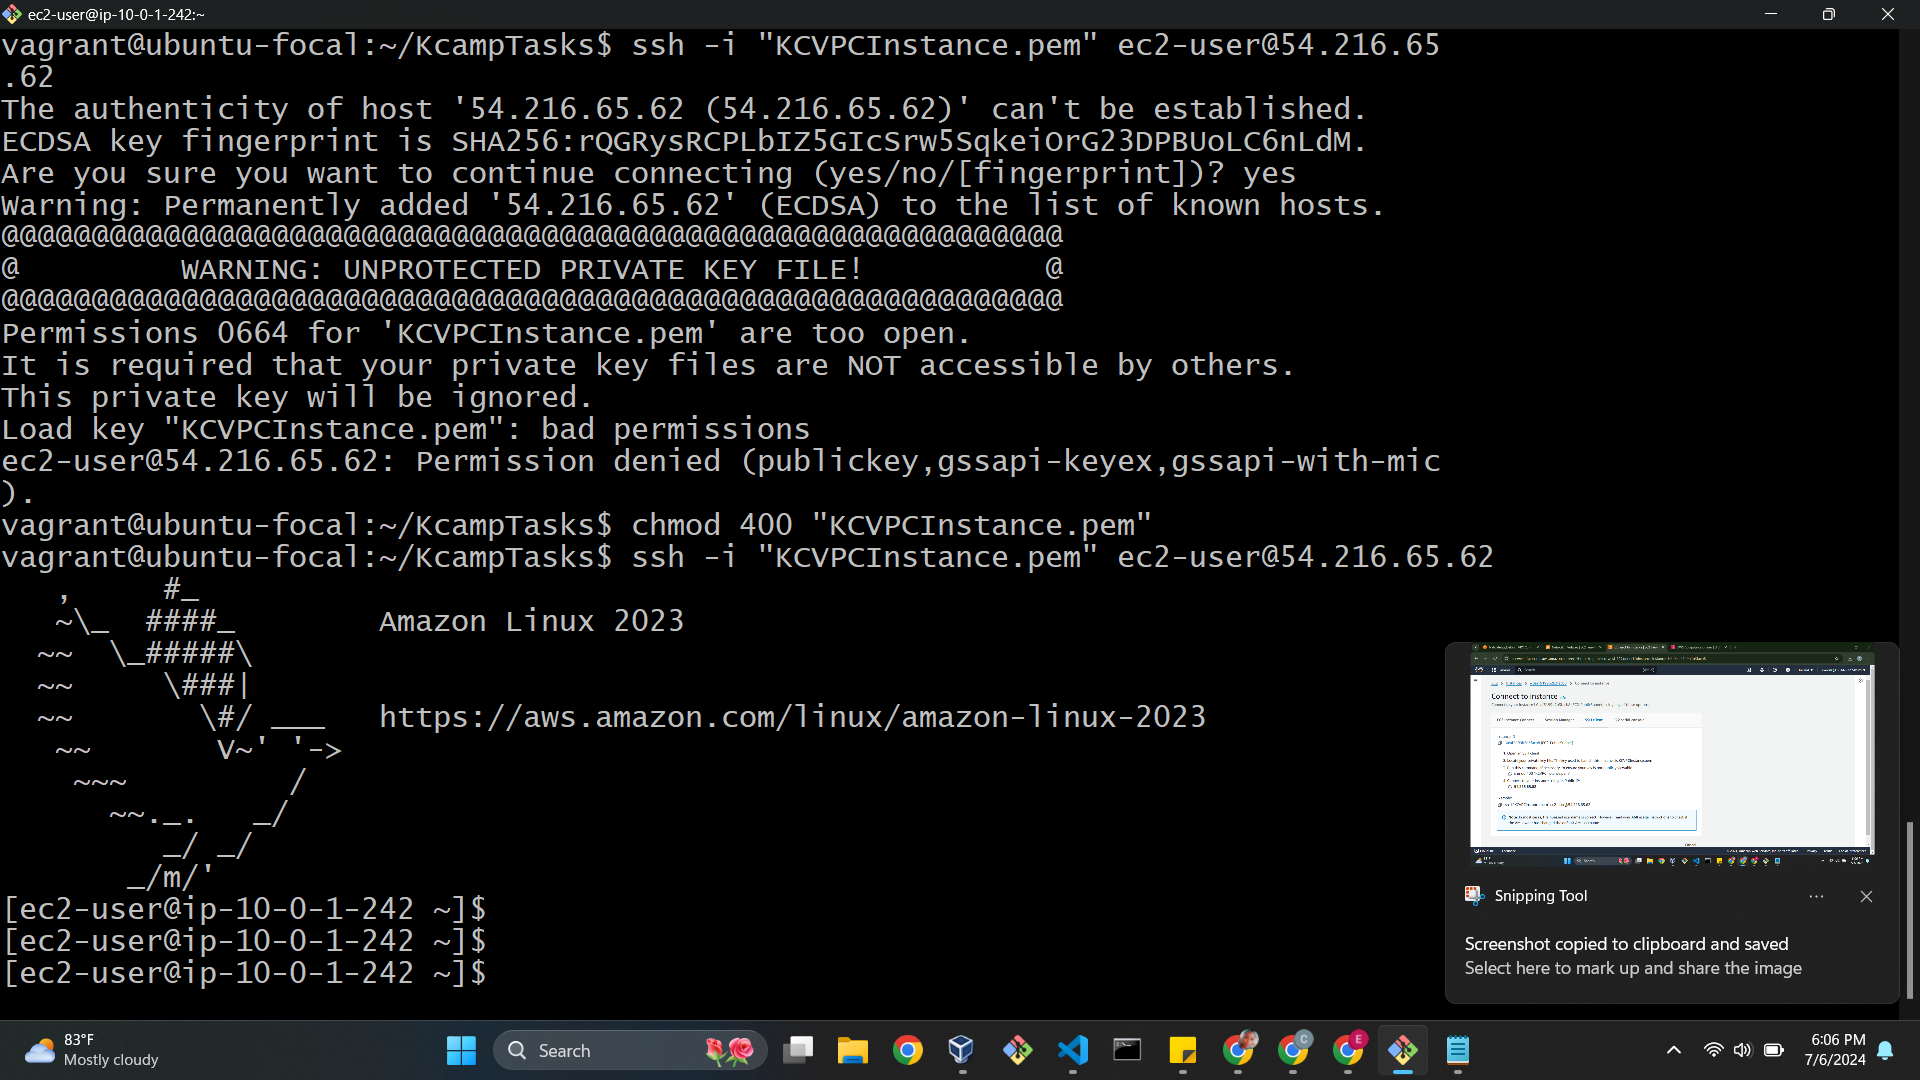 ec2-user@ip-10-0-1-242:~
vagrant@ubuntu-focal:~/KcampTasks$ ssh -i "KCVPCInstance.pem" ec2-user@54.216.65
.62
The authenticity of host '54.216.65.62 (54.216.65.62)' can't be established.
ECDSA key fingerprint is SHA256:rQGRysRCPLbIZ5GIcSrw5SqkeiOrG23DPBUoLC6nLdM.
Are you sure you want to continue connecting (yes/no/[fingerprint])? yes
Warning: Permanently added '54.216.65.62' (ECDSA) to the list of known hosts.
@@@@@@@@@@@@@@@@@@@@@@@@@@@@@@@@@@@@@@@@@@@@@@@@@@@@@@@@@@@
@         WARNING: UNPROTECTED PRIVATE KEY FILE!          @
@@@@@@@@@@@@@@@@@@@@@@@@@@@@@@@@@@@@@@@@@@@@@@@@@@@@@@@@@@@
Permissions 0664 for 'KCVPCInstance.pem' are too open.
It is required that your private key files are NOT accessible by others.
This private key will be ignored.
Load key "KCVPCInstance.pem": bad permissions
ec2-user@54.216.65.62: Permission denied (publickey,gssapi-keyex,gssapi-with-mic
).
vagrant@ubuntu-focal:~/KcampTasks$ chmod 400 "KCVPCInstance.pem"
vagrant@ubuntu-focal:~/KcampTasks$ ssh -i "KCVPCInstance.pem" ec2-user@54.216.65.62
   ,     #_
   ~\_  ####_        Amazon Linux 2023
  ~~  \_#####\
  ~~     \###|
  ~~       \#/ ___   https://aws.amazon.com/linux/amazon-linux-2023
   ~~       V~' '->
    ~~~         /
      ~~._.   _/
         _/ _/
       _/m/'
[ec2-user@ip-10-0-1-242 ~]$
[ec2-user@ip-10-0-1-242 ~]$
[ec2-user@ip-10-0-1-242 ~]$
Connect to instance
Snipping Tool
Screenshot copied to clipboard and saved
Select here to mark up and share the image
83°F
Mostly cloudy
Search
C
E
6:06 PM
7/6/2024